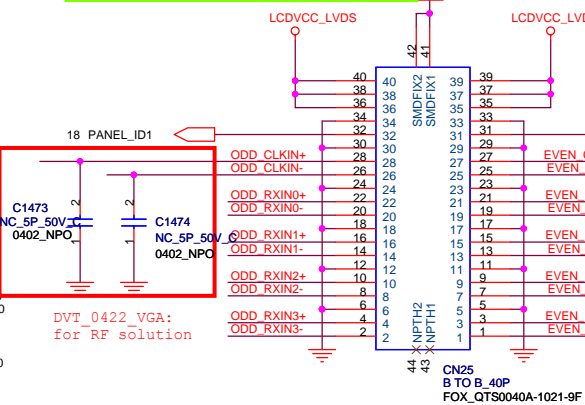 LCDVCC_LVDS
LCDVCC_LVD
42
41
40 40 SMDFIX2 SMDFIX1 39 39
38 38 37 37
36 36 35 35
34 34 33 33
18 PANEL_ID1 32 32 31 31
30 30 29 29
ODD_CLKIN+ 28 28 27 27 EVEN_
ODD_CLKIN- 26 26 25 25 EVEN_
24 24 23 23
ODD_RXIN0+ 22 22 21 21 EVEN_
ODD_RXIN0- 20 20 19 19 EVEN_
18 18 17 17
ODD_RXIN1+ 16 16 15 15 EVEN_
ODD_RXIN1- 14 14 13 13 EVEN_
12 12 11 11
ODD_RXIN2+ 10 10 9 9 EVEN_
ODD_RXIN2- 8 8 7 7 EVEN_
6 6 5 5
ODD_RXIN3+ 4 4 3 3 EVEN_
ODD_RXIN3- 2 2 1 1 EVEN_
NPTH2 NPTH1
44
43
C1473
2
1
NC_5P_50V_C
0402_NPO
C1474
2
1
NC_5P_50V_C
0402_NPO
DVT_0422_VGA:
for RF solution
CN25
B TO B_40P
FOX_QTS0040A-1021-9F